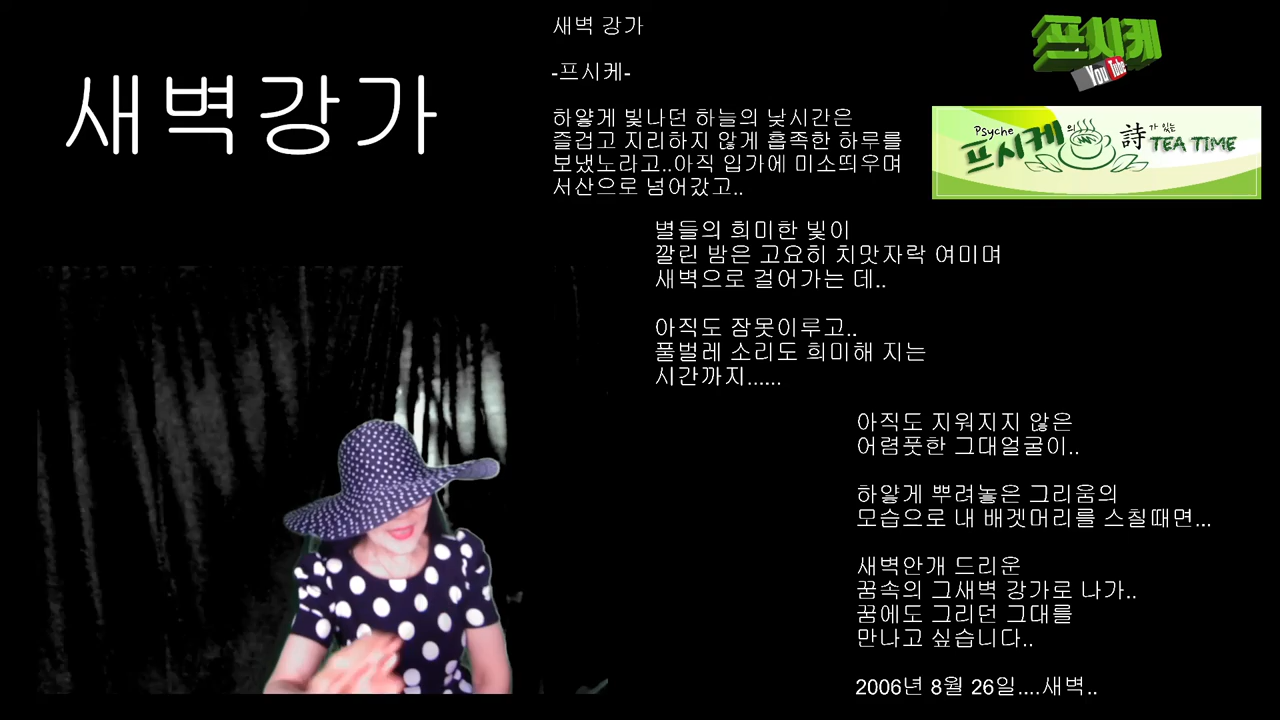 새벽강가
새벽 강가
-프시케-
하얗게 빛나던 하늘의 낮시간은
즐겁고 지리하지 않게 흡족한 하루를
보냈노라고..아직 입가에 미소띄우며
서산으로 넘어갔고..
별들의 희미한 빛이
깔린 밤은 고요히 치맛자락 여미며
새벽으로 걸어가는 데..
아직도 잠못이루고..
풀벌레 소리도 희미해 지는
시간까지......
아직도 지워지지 않은
어렴풋한 그대얼굴이..
하얗게 뿌려놓은 그리움의
모습으로 내 배겟머리를 스칠때면...
새벽안개 드리운
꿈속의 그새벽 강가로 나가..
꿈에도 그리던 그대를
만나고 싶습니다..
2006년 8월 26일....새벽..
프시케
YouTube
Psyche
프시케의 詩가 있는 TEA TIME